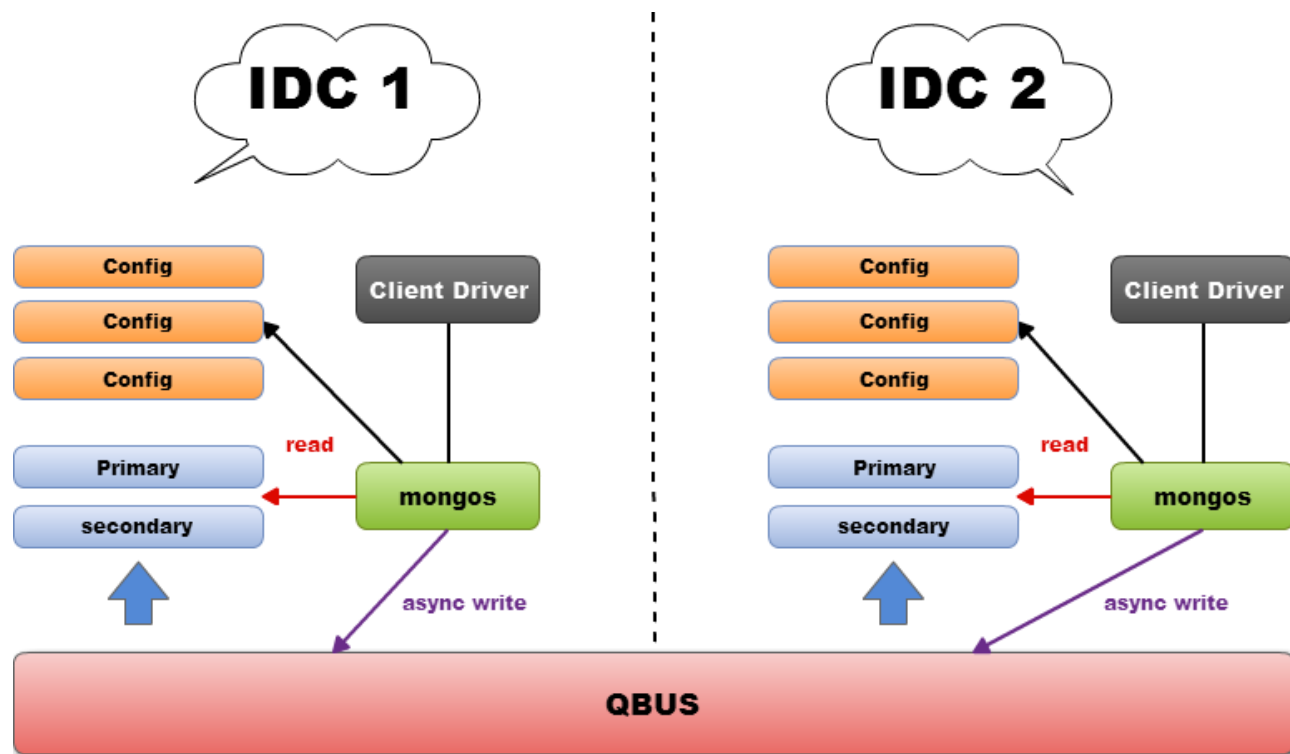 IDC 1
IDC 2
Config
Config
Config
Client Driver
read
Primary
secondary
mongos
async write
Config
Config
Config
Client Driver
read
Primary
secondary
mongos
async write
QBUS